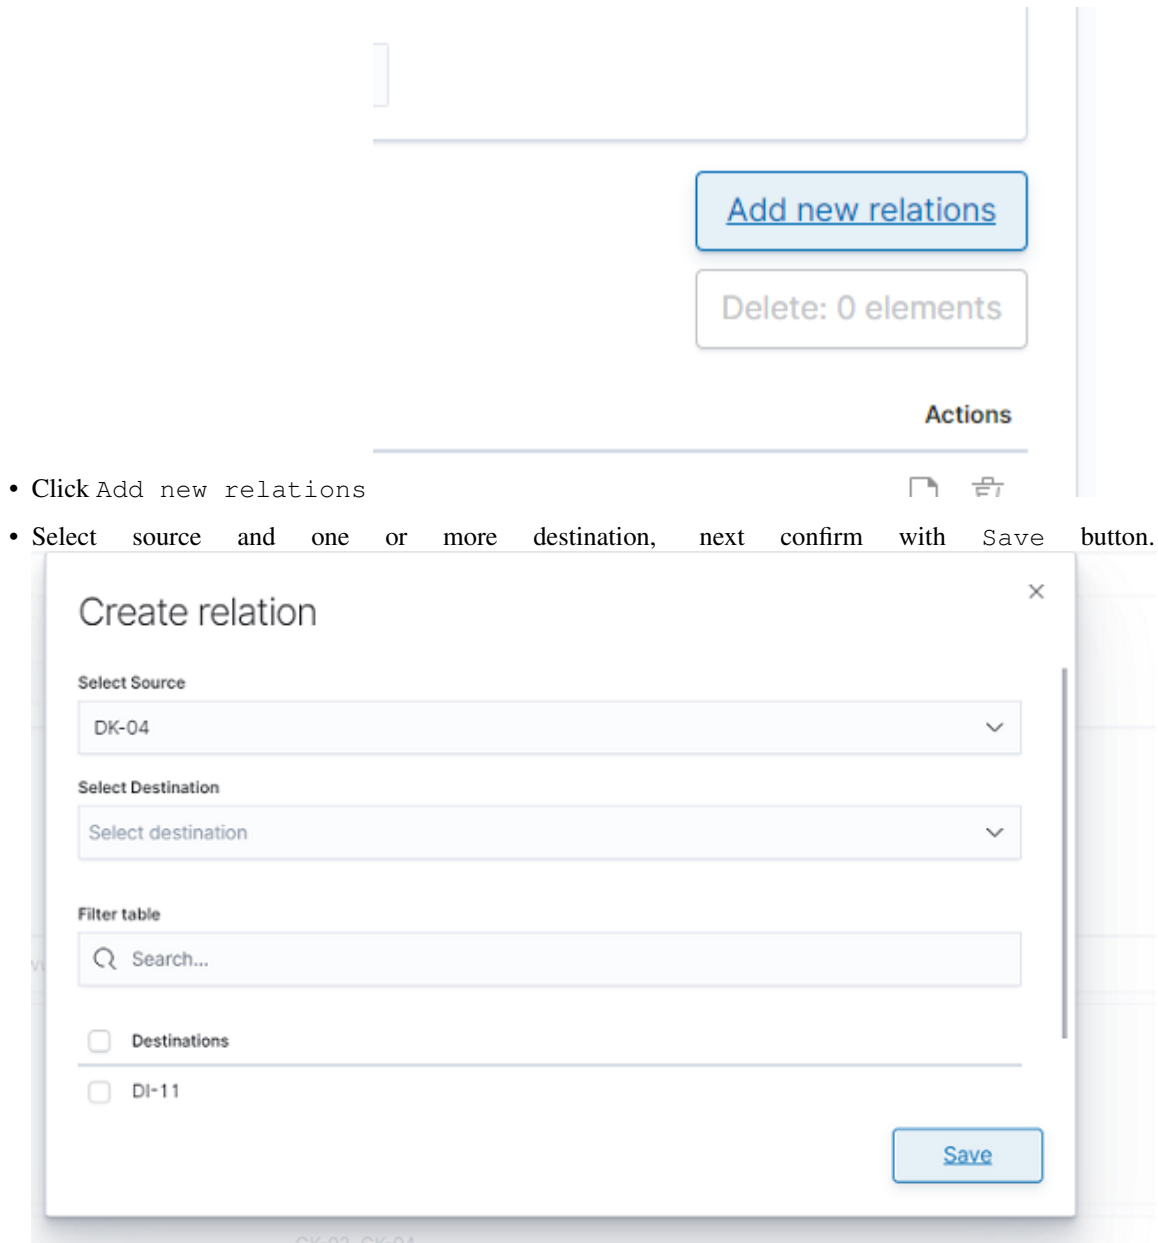 Add new relations
Delete: 0 elements
Actions
• Click Add new relations
• Select source and one or more destination, next confirm with Save button.
Create relation
Select Source
DK-04
Select Destination
Select destination
Filter table
Search...
Destinations
DI-11
Save